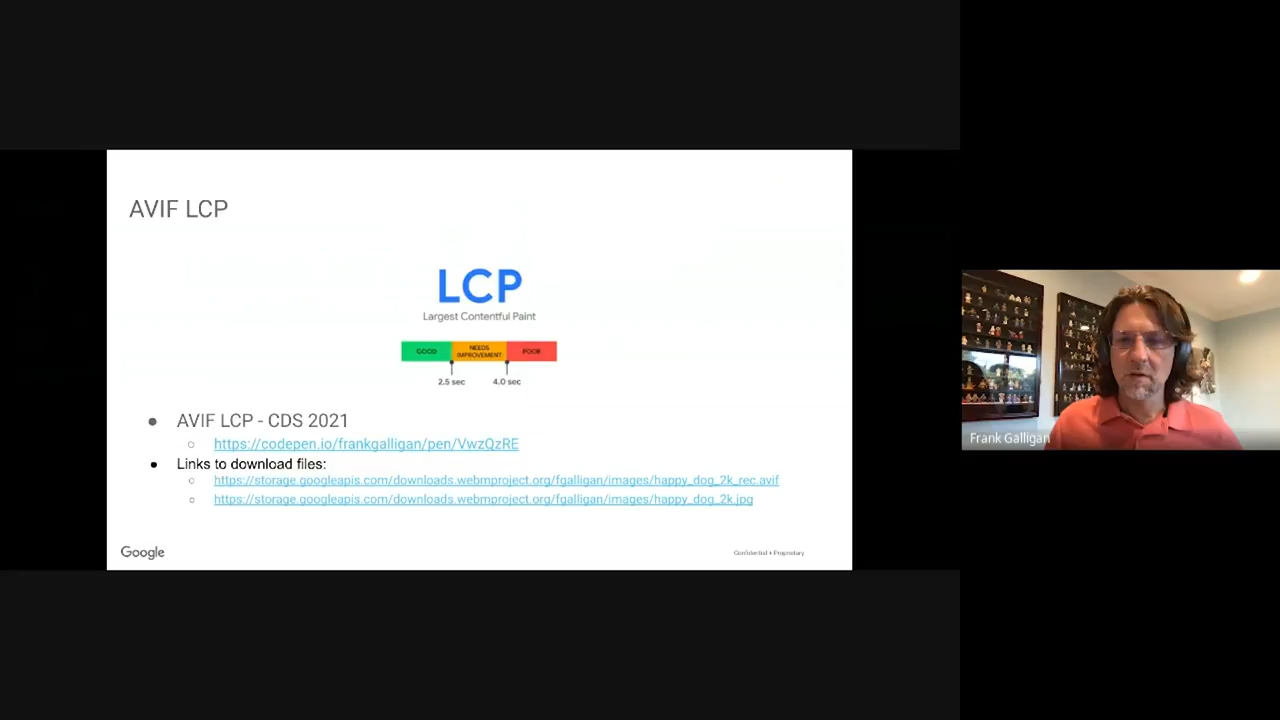 AVIF LCP
LCP
Largest Contentful Paint
GOOD
NEEDS
IMPROVEMENT
POOR
2.5 sec
4.0 sec
● AVIF LCP - CDS 2021
○ https://codepen.io/frankgalligan/pen/VwzQzRE
● Links to download files:
○ https://storage.googleapis.com/downloads.webmproject.org/fgalligan/images/happy_dog_2k_rec.avif
○ https://storage.googleapis.com/downloads.webmproject.org/fgalligan/images/happy_dog_2k.jpg
Google
Confidential + Proprietary
Frank Galligan